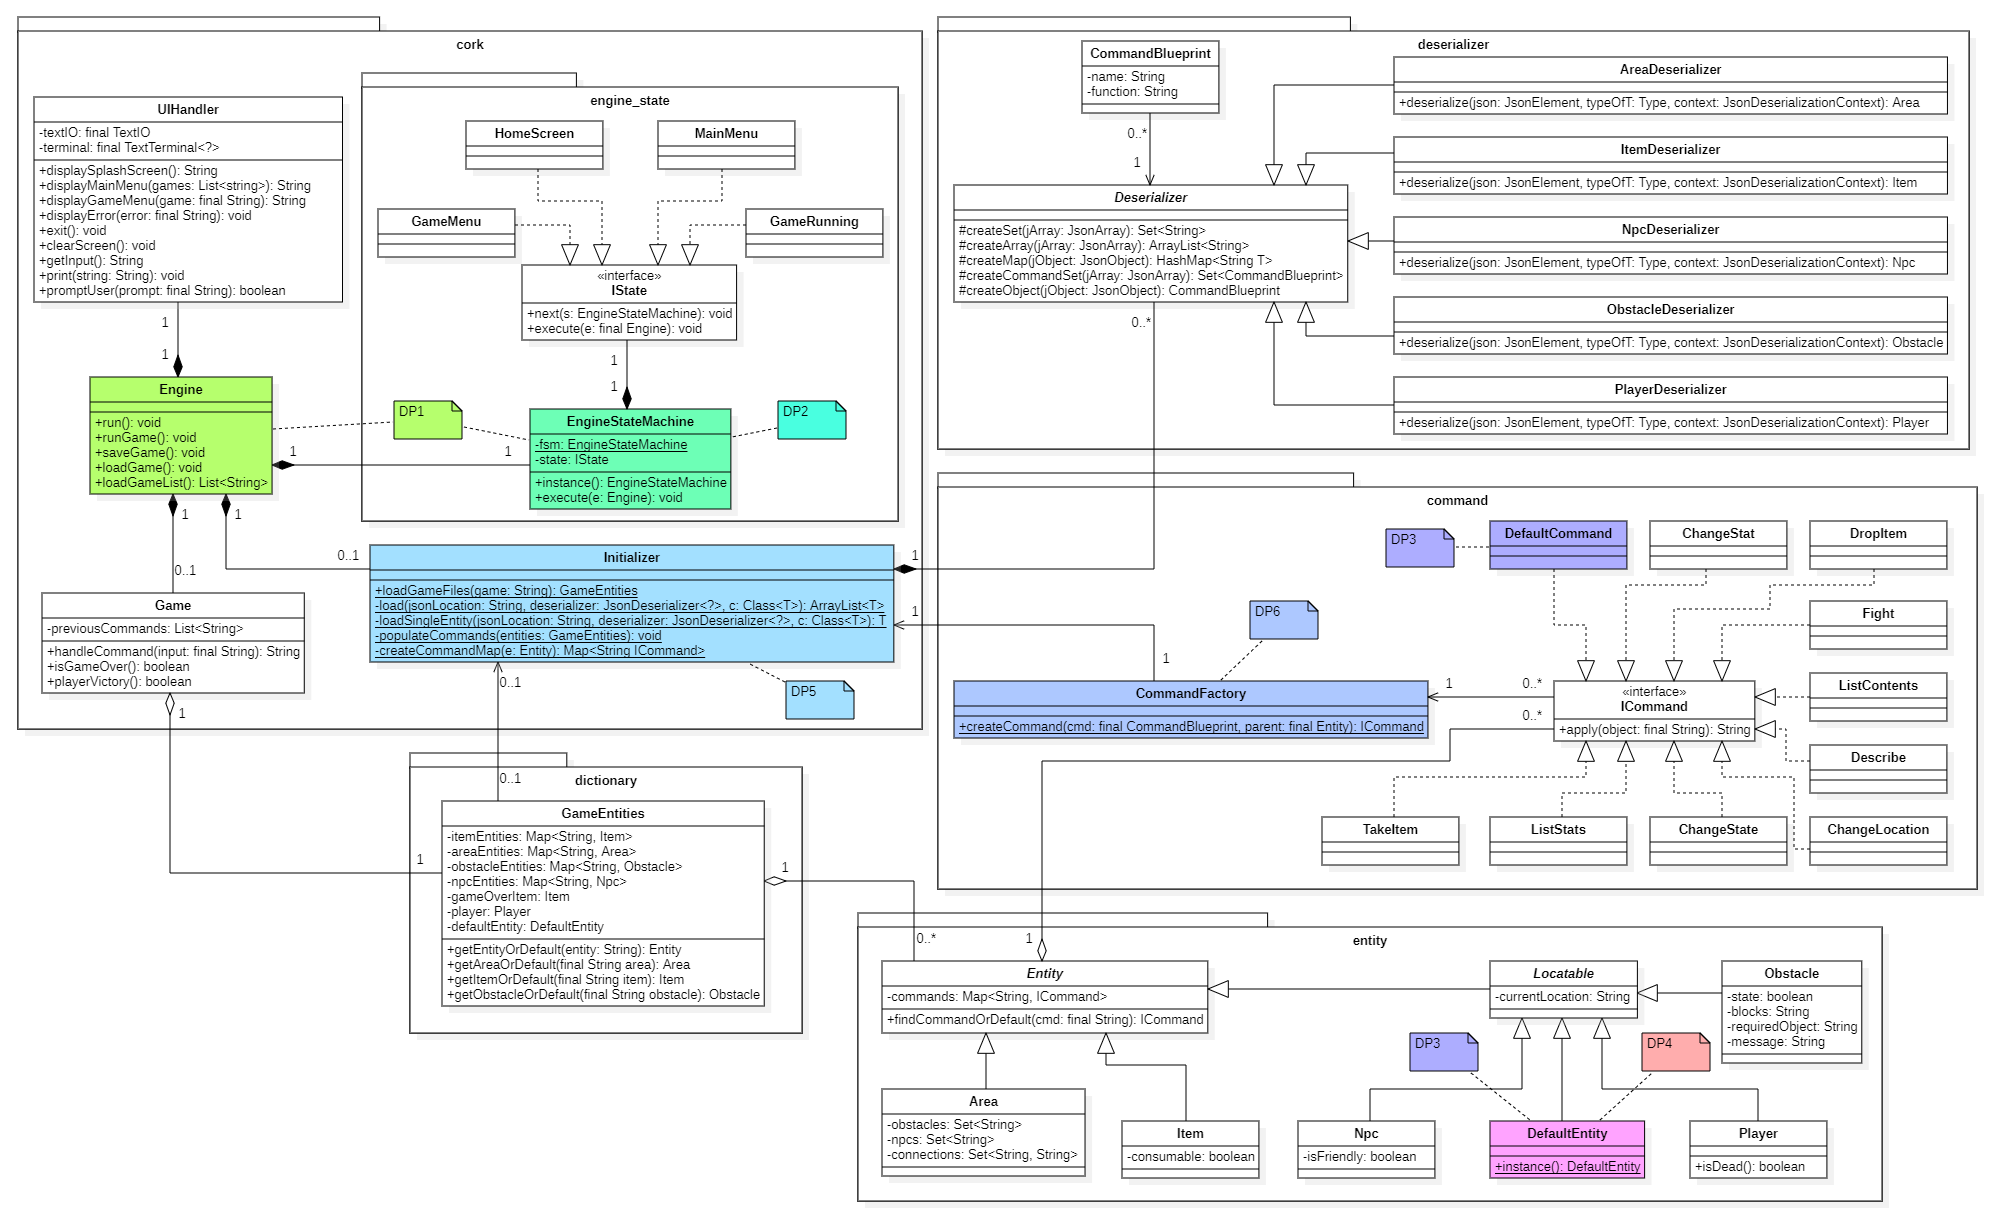 cork
UIHandler
-textIO: final TextIO
-terminal: final TextTerminal<?>
+displaySplashScreen(): String
+displayMainMenu(games: List<string>): String
+displayGameMenu(game: final String): String
+displayError(error: final String): void
+exit(): void
+clearScreen(): void
+getInput(): String
+print(string: String): void
+promptUser(prompt: final String): boolean
1
1
Engine
+run(): void
+runGame(): void
+saveGame(): void
+loadGame(): void
+loadGameList(): List<String>
1
1
1
1
0..1
0..1
engine_state
HomeScreen
MainMenu
GameMenu
GameRunning
«interface»
IState
+next(s: EngineStateMachine): void
+execute(e: final Engine): void
1
1
DP1
DP2
EngineStateMachine
-fsm: EngineStateMachine
-state: IState
+instance(): EngineStateMachine
+execute(e: Engine): void
Initializer
+loadGameFiles(game: String): GameEntities
-load(jsonLocation: String, deserializer: JsonDeserializer<?>, c: Class<T>): ArrayList<T>
-loadSingleEntity(jsonLocation: String, deserializer: JsonDeserializer<?>, c: Class<T>): T
-populateCommands(entities: GameEntities): void
-createCommandMap(e: Entity): Map<String ICommand>
1
1
DP5
Game
-previousCommands: List<String>
+handleCommand(input: final String): String
+isGameOver(): boolean
+playerVictory(): boolean
1
0..1
0..1
1
dictionary
GameEntities
-itemEntities: Map<String, Item>
-areaEntities: Map<String, Area>
-obstacleEntities: Map<String, Obstacle>
-npcEntities: Map<String, Npc>
-gameOverItem: Item
-player: Player
-defaultEntity: DefaultEntity
+getEntityOrDefault(entity: String): Entity
+getAreaOrDefault(final String area): Area
+getItemOrDefault(final String item): Item
+getObstacleOrDefault(final String obstacle): Obstacle
1
0..*
deserializer
CommandBlueprint
-name: String
-function: String
0..*
1
Deserializer
#createSet(jArray: JsonArray): Set<String>
#createArray(jArray: JsonArray): ArrayList<String>
#createMap(jObject: JsonObject): HashMap<String T>
#createCommandSet(jArray: JsonArray): Set<CommandBlueprint>
#createObject(jObject: JsonObject): CommandBlueprint
0..*
AreaDeserializer
+deserialize(json: JsonElement, typeOfT: Type, context: JsonDeserializationContext): Area
ItemDeserializer
+deserialize(json: JsonElement, typeOfT: Type, context: JsonDeserializationContext): Item
NpcDeserializer
+deserialize(json: JsonElement, typeOfT: Type, context: JsonDeserializationContext): Npc
ObstacleDeserializer
+deserialize(json: JsonElement, typeOfT: Type, context: JsonDeserializationContext): Obstacle
PlayerDeserializer
+deserialize(json: JsonElement, typeOfT: Type, context: JsonDeserializationContext): Player
command
DP3
DefaultCommand
ChangeStat
DropItem
Fight
ListContents
Describe
ChangeLocation
ChangeState
ListStats
TakeItem
DP6
1
CommandFactory
+createCommand(cmd: final CommandBlueprint, parent: final Entity): ICommand
1
0..*
0..*
«interface»
ICommand
+apply(object: final String): String
entity
1
Entity
-commands: Map<String, ICommand>
+findCommandOrDefault(cmd: final String): ICommand
Locatable
-currentLocation: String
Obstacle
-state: boolean
-blocks: String
-requiredObject: String
-message: String
DP3
DP4
Area
-obstacles: Set<String>
-npcs: Set<String>
-connections: Set<String, String>
Item
-consumable: boolean
Npc
-isFriendly: boolean
DefaultEntity
+instance(): DefaultEntity
Player
+isDead(): boolean